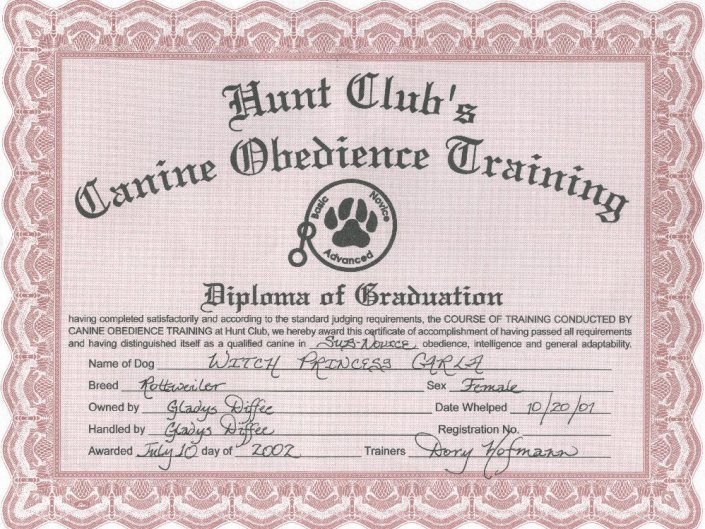 Hunt Club's
Canine Obedience Training
Basic Novice
Advanced
Diploma of Graduation
having completed satisfactorily and according to the standard judging requirements, the COURSE OF TRAINING CONDUCTED BY
CANINE OBEDIENCE TRAINING at Hunt Club, we hereby award this certificate of accomplishment of having passed all requirements
and having distinguished itself as a qualified canine in SUB-NOVICE obedience, intelligence and general adaptability.
Name of Dog WITCH PRINCESS CARLA
Breed Rottweiler Sex Female
Owned by Gladys Diffee Date Whelped 10/20/01
Handled by Gladys Diffee Registration No.
Awarded July 10 day of 2002 Trainers Dory Hofmann